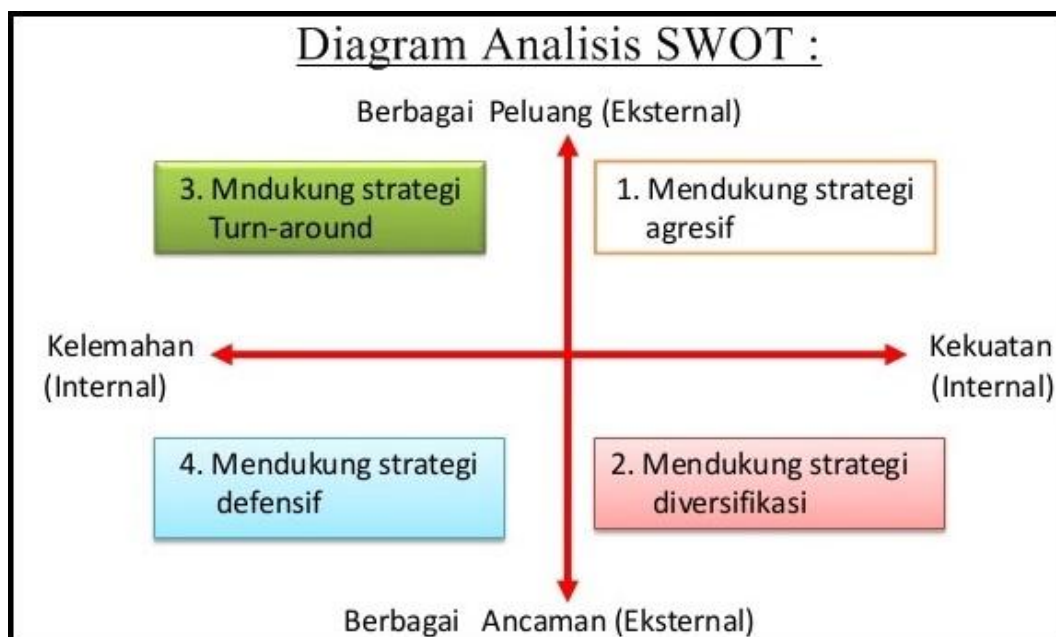 Diagram Analisis SWOT :
Berbagai Peluang (Eksternal)
3. Mndukung strategi
Turn-around
1. Mendukung strategi
agresif
Kelemahan
(Internal)
Kekuatan
(Internal)
4. Mendukung strategi
defensif
2. Mendukung strategi
diversifikasi
Berbagai Ancaman (Eksternal)